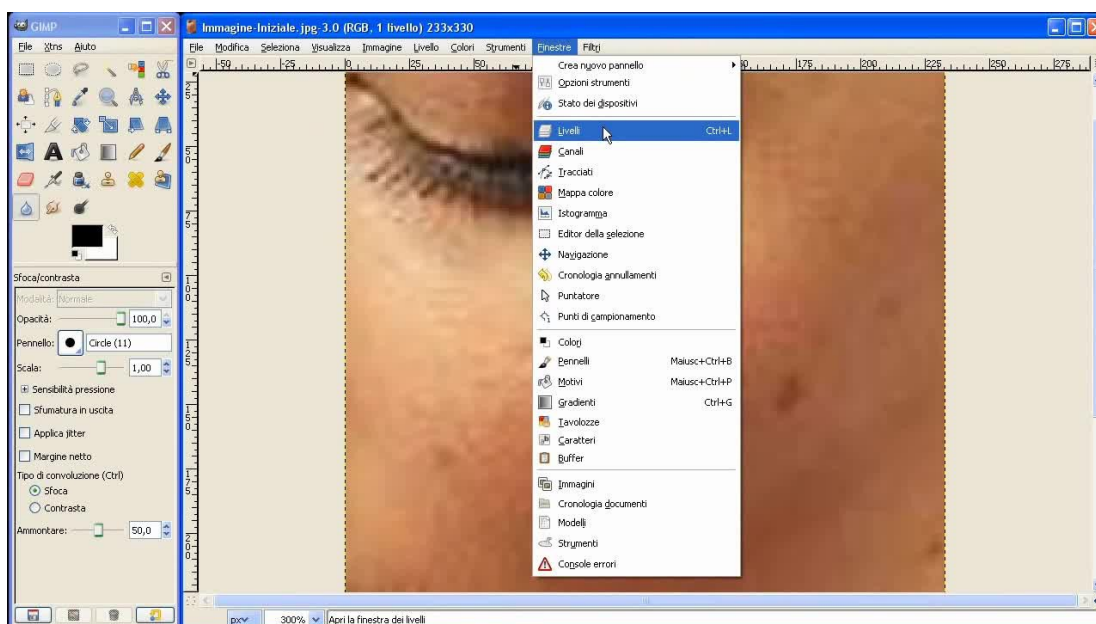 GIMP
File Xtns Aiuto
Sfoca/contrasta
Modalità: Normale
Opacità: 100,0
Pennello: Circle (11)
Scala: 1,00
Sensibilità pressione
Sfumatura in uscita
Applica jitter
Margine netto
Tipo di convoluzione (Ctrl)
Sfoca
Contrasta
Ammontare: 50,0
Immagine-Iniziale.jpg-3.0 (RGB, 1 livello) 233x330
File Modifica Seleziona Visualizza Immagine Livello Colori Strumenti Finestre Filtri
Crea nuovo pannello
Opzioni strumenti
Stato dei dispositivi
Livelli Ctrl+L
Canali
Tracciati
Mappa colore
Istogramma
Editor della selezione
Navigazione
Cronologia annullamenti
Puntatore
Punti di campionamento
Colori
Pennelli Maiusc+Ctrl+B
Motivi Maiusc+Ctrl+P
Gradienti Ctrl+G
Tavolozze
Caratteri
Buffer
Immagini
Cronologia documenti
Modelli
Strumenti
Console errori
px 300% Apri la finestra dei livelli